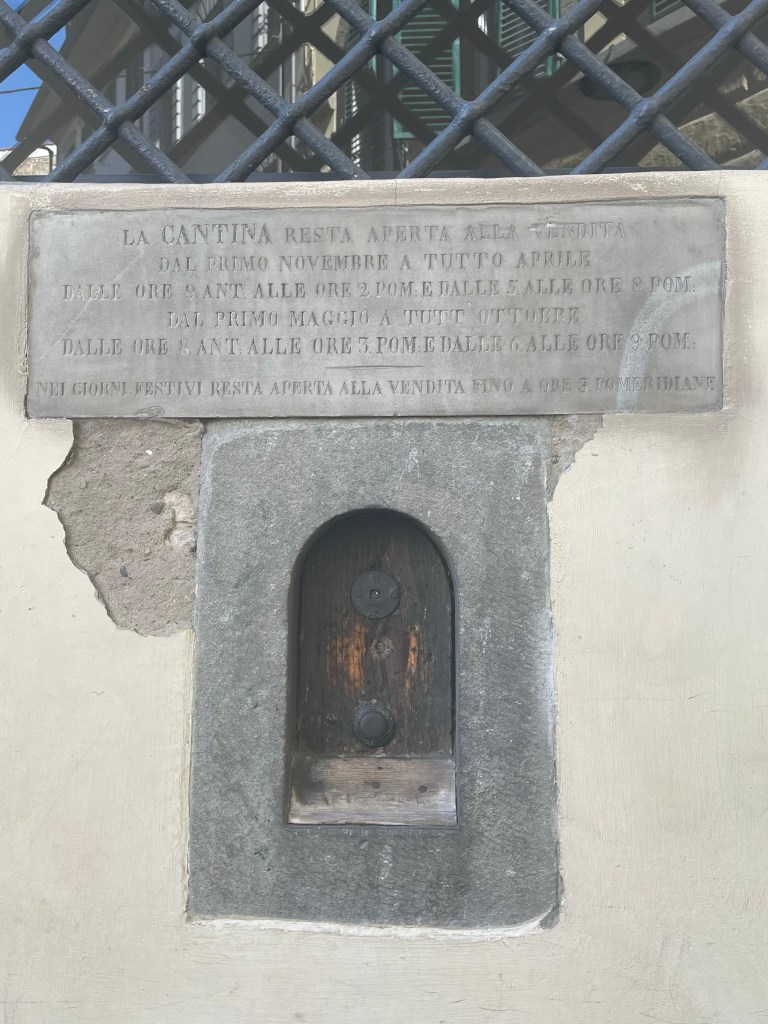 LA CANTINA RESTA APERTA ALLA VENDITA
DAL PRIMO NOVEMBRE A TUTTO APRILE
DALLE ORE 9. ANT. ALLE ORE 2. POM: E DALLE 5. ALLE ORE 8. POM:
DAL PRIMO MAGGIO A TUTT' OTTOBRE
DALLE ORE 8. ANT. ALLE ORE 3. POM: E DALLE 6. ALLE ORE 9. POM:
NEI GIORNI FESTIVI RESTA APERTA ALLA VENDITA FINO A ORE 3. POMERIDIANE